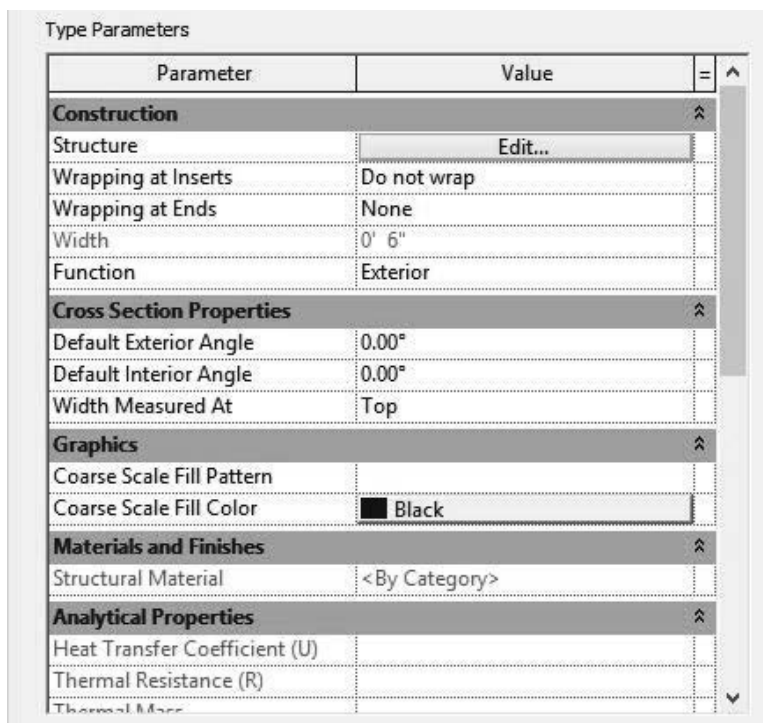 Type Parameters
Parameter Value =
Construction
Structure Edit...
Wrapping at Inserts Do not wrap
Wrapping at Ends None
Width 0' 6"
Function Exterior
Cross Section Properties
Default Exterior Angle 0.00°
Default Interior Angle 0.00°
Width Measured At Top
Graphics
Coarse Scale Fill Pattern
Coarse Scale Fill Color Black
Materials and Finishes
Structural Material <By Category>
Analytical Properties
Heat Transfer Coefficient (U)
Thermal Resistance (R)
Thermal Mass